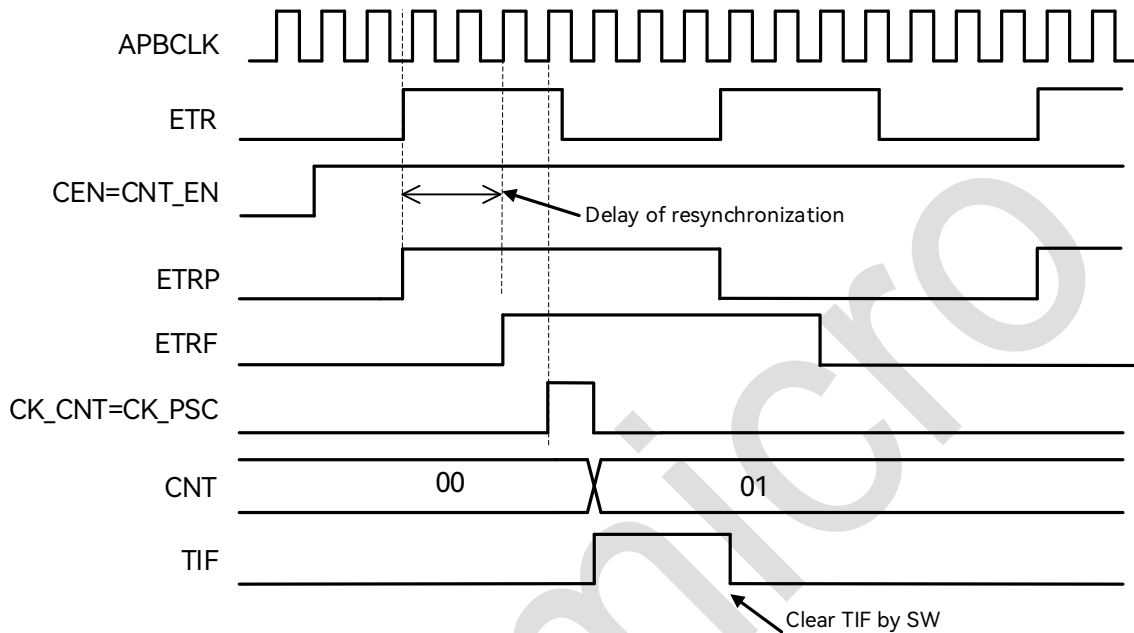 APBCLK
ETR
CEN=CNT_EN
Delay of resynchronization
ETRP
ETRF
CK_CNT=CK_PSC
CNT 00 01
TIF
Clear TIF by SW
micro